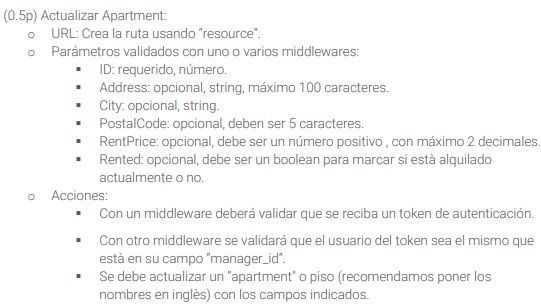 (0.5p) Actualizar Apartment:
o URL: Crea la ruta usando “resource”.
o Parámetros validados con uno o varios middlewares:
▪ ID: requerido, número.
▪ Address: opcional, string, máximo 100 caracteres.
▪ City: opcional, string.
▪ PostalCode: opcional, deben ser 5 caracteres.
▪ RentPrice: opcional, debe ser un número positivo , con máximo 2 decimales.
▪ Rented: opcional, debe ser un boolean para marcar si està alquilado
actualmente o no.
o Acciones:
▪ Con un middleware deberá validar que se reciba un token de autenticación.
▪ Con otro middleware se validará que el usuario del token sea el mismo que
està en su campo “manager_id”.
▪ Se debe actualizar un “apartment” o piso (recomendamos poner los
nombres en inglès) con los campos indicados.